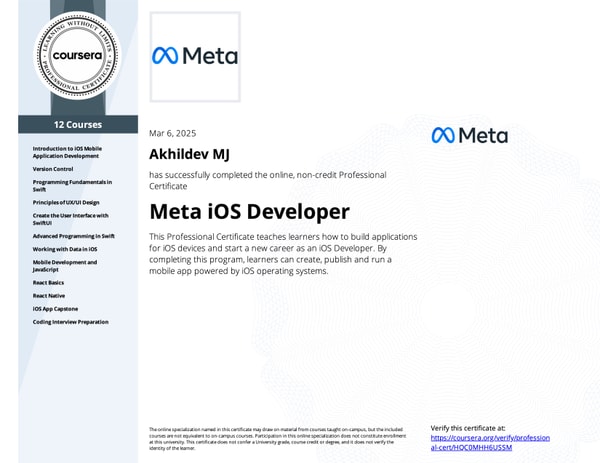 LEARNING WITHOUT LIMITS
coursera
PROFESSIONAL CERTIFICATE
12 Courses
Introduction to iOS Mobile
Application Development
Version Control
Programming Fundamentals in
Swift
Principles of UX/UI Design
Create the User Interface with
SwiftUI
Advanced Programming in Swift
Working with Data in iOS
Mobile Development and
JavaScript
React Basics
React Native
iOS App Capstone
Coding Interview Preparation
Meta
Mar 6, 2025
Akhildev MJ
has successfully completed the online, non-credit Professional
Certificate
Meta iOS Developer
This Professional Certificate teaches learners how to build applications
for iOS devices and start a new career as an iOS Developer. By
completing this program, learners can create, publish and run a
mobile app powered by iOS operating systems.
Meta
The online specialization named in this certificate may draw on material from courses taught on-campus, but the included
courses are not equivalent to on-campus courses. Participation in this online specialization does not constitute enrollment
at this university. This certificate does not confer a University grade, course credit or degree, and it does not verify the
identity of the learner.
Verify this certificate at:
https://coursera.org/verify/profession
al-cert/HQC0MHH6USSM